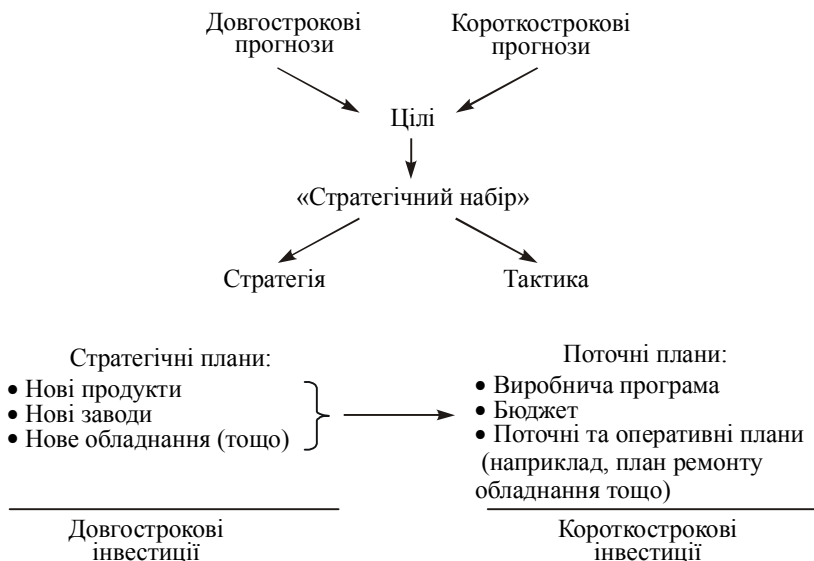 Довгострокові
прогнози
Короткострокові
прогнози
Цілі
«Стратегічний набір»
Стратегія
Тактика
Стратегічні плани:
• Нові продукти
• Нові заводи
• Нове обладнання (тощо)
Поточні плани:
• Виробнича програма
• Бюджет
• Поточні та оперативні плани
(наприклад, план ремонту
обладнання тощо)
Довгострокові
інвестиції
Короткострокові
інвестиції